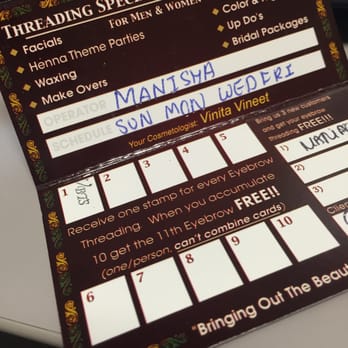 THREADING
FOR MEN & WOMEN
Facials
Henna Theme Parties
Waxing
Make Overs
Up Do's
Bridal Packages
OPERATOR MANISHA
SCHEDULE SUN MON WED FRI
Your Cosmetologist: Vinita Vineet
1 2 3 4 5
Receive one stamp for every Eyebrow
Threading. When you accumulate
10 get the 11th Eyebrow FREE!!
(one/person, can't combine cards)
6 7 8 9 10
Bring us 3 new customers
and get your eyebrow
threading FREE!!!
1)
2)
3)
"Bringing Out The